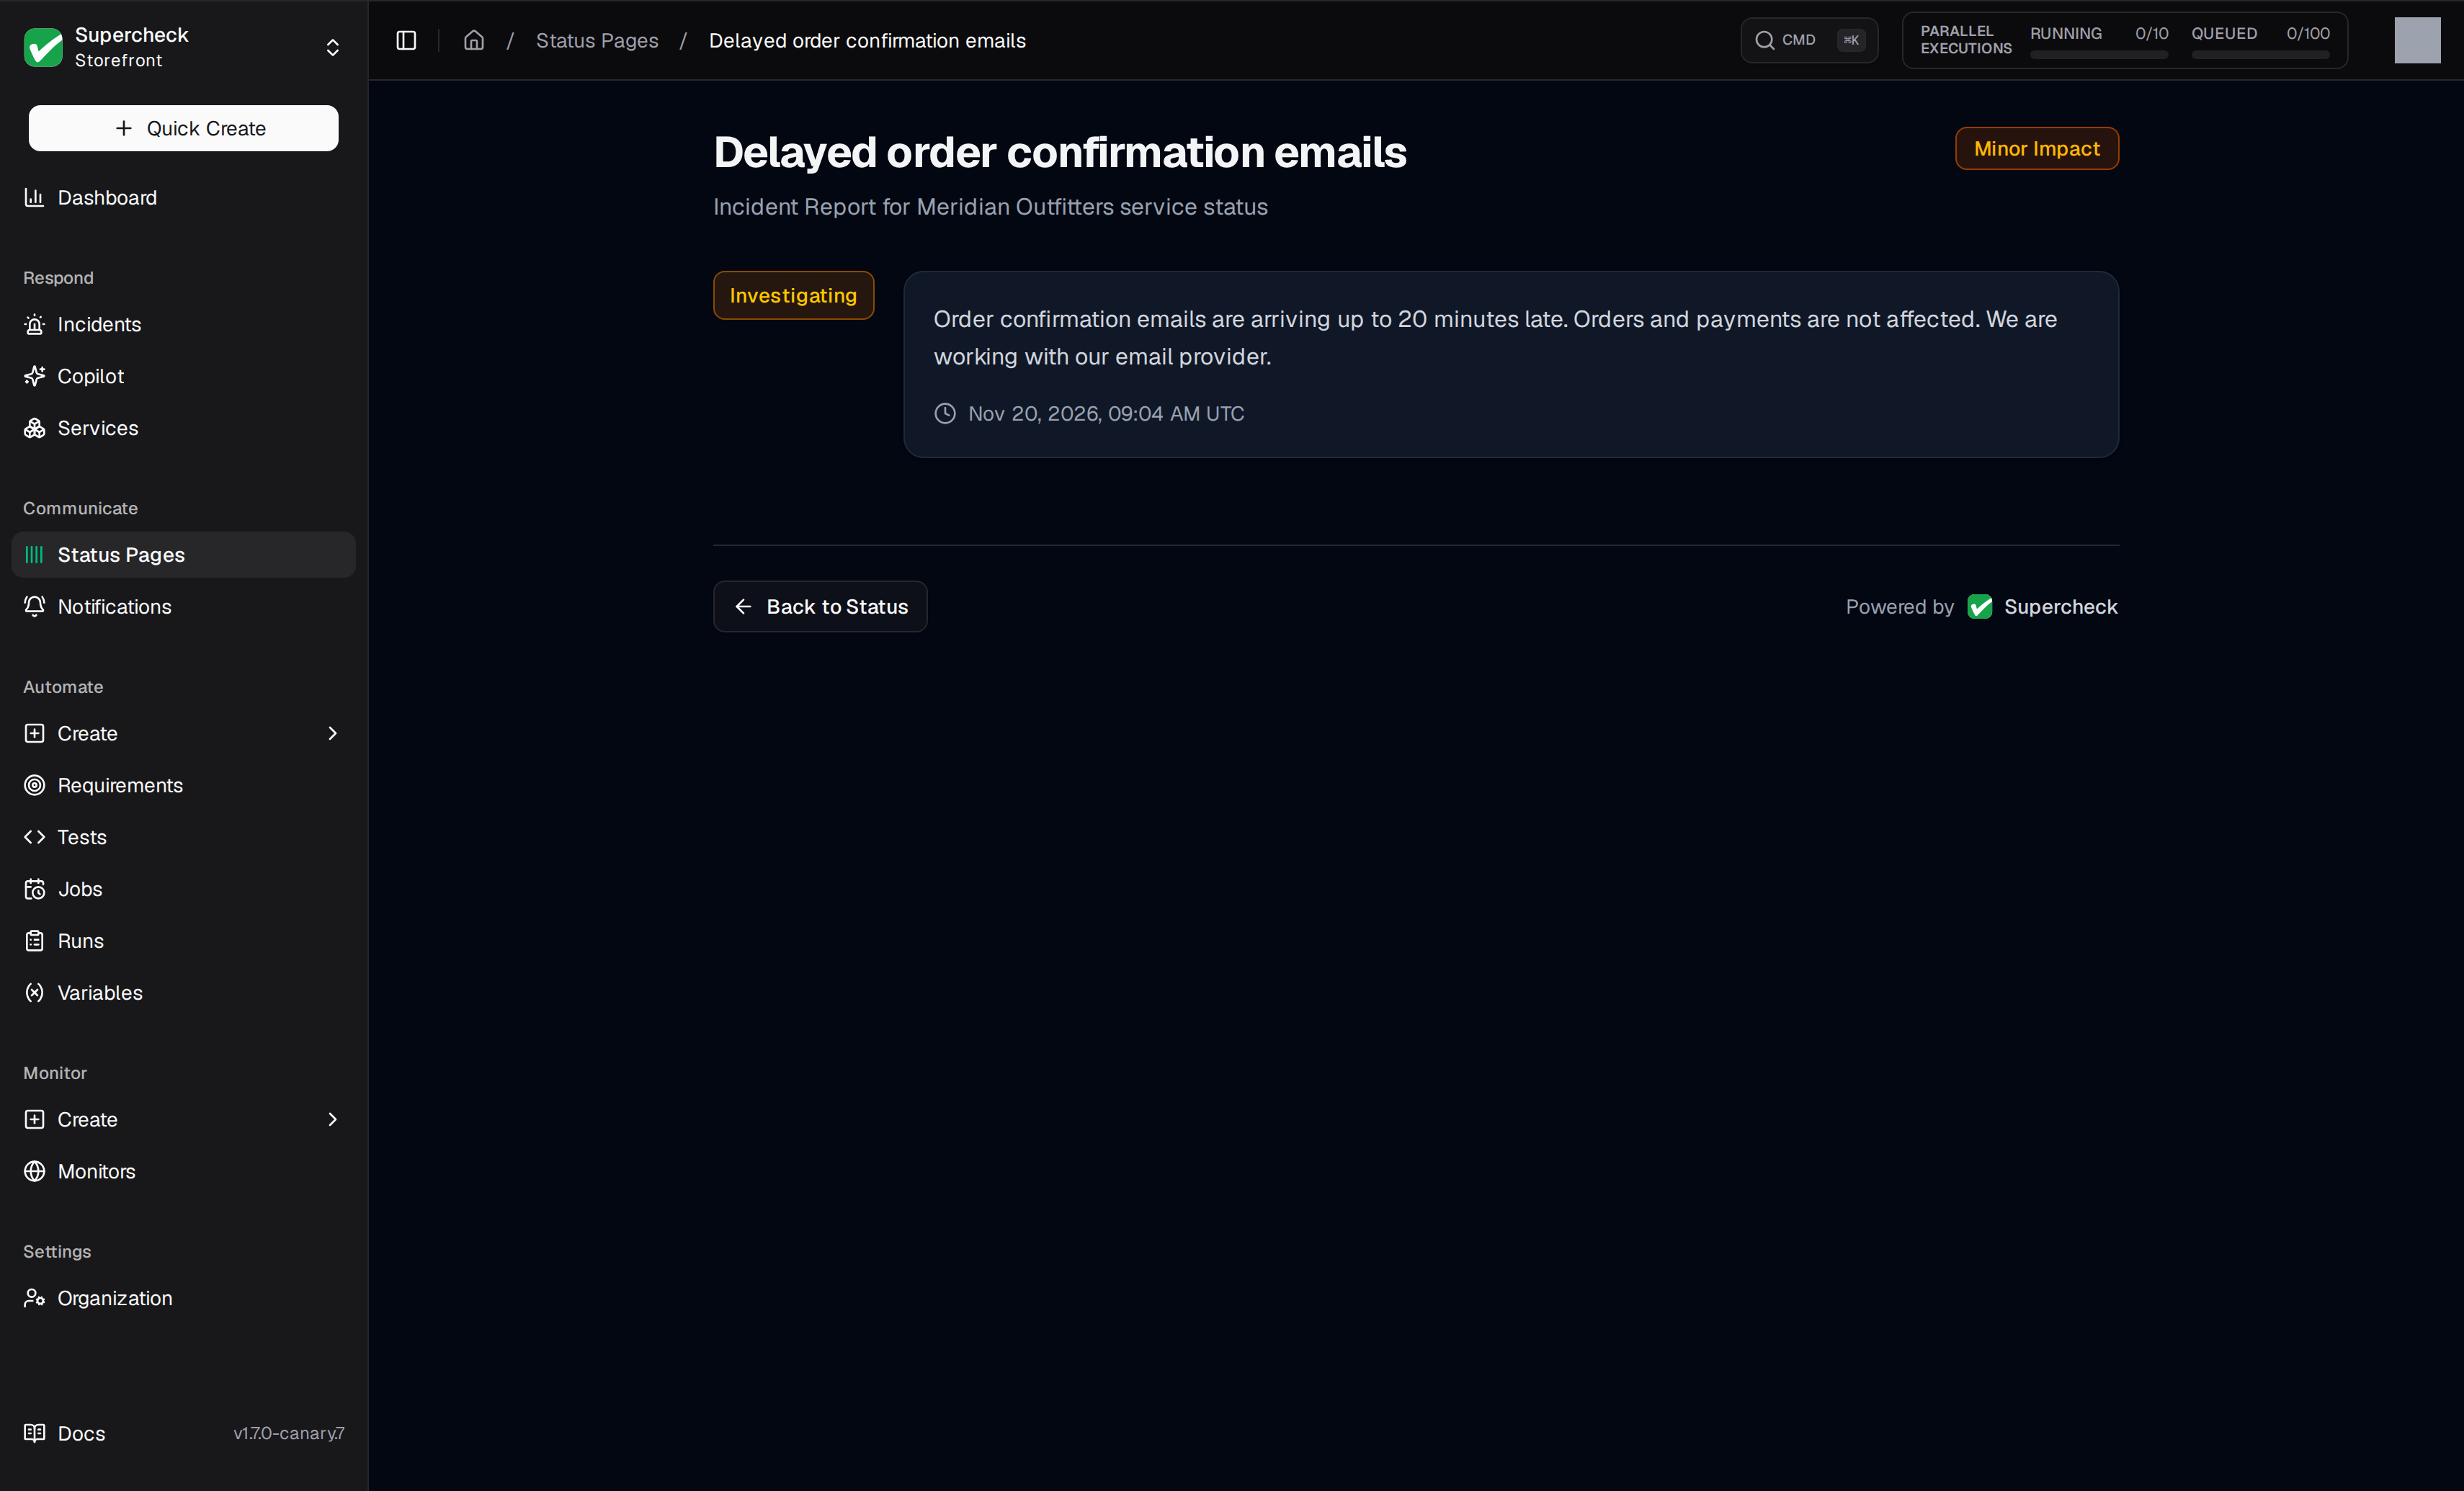 Supercheck
Storefront
Quick Create
Dashboard
Respond
Incidents
Copilot
Services
Communicate
Status Pages
Notifications
Automate
Create
Requirements
Tests
Jobs
Runs
Variables
Monitor
Create
Monitors
Settings
Organization
Docs v1.7.0-canary.7
/ Status Pages / Delayed order confirmation emails
CMD ⌘K
PARALLEL EXECUTIONS
RUNNING 0/10
QUEUED 0/100
Delayed order confirmation emails
Minor Impact
Incident Report for Meridian Outfitters service status
Investigating
Order confirmation emails are arriving up to 20 minutes late. Orders and payments are not affected. We are
working with our email provider.
Nov 20, 2026, 09:04 AM UTC
Back to Status
Powered by Supercheck